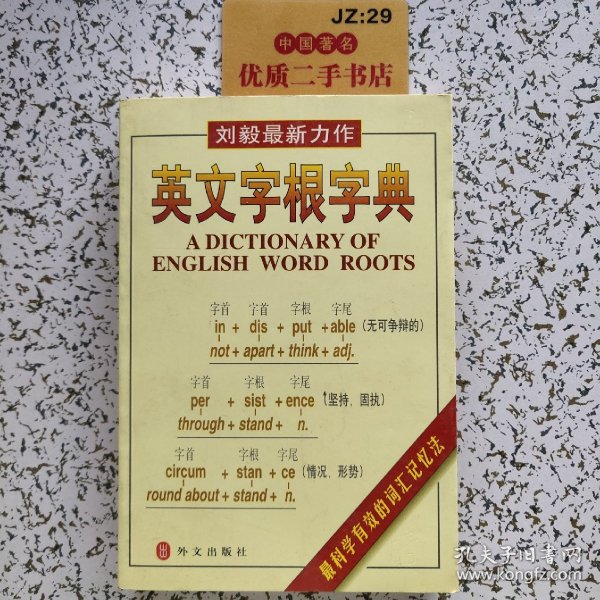 JZ:29
中国著名
优质二手书店
刘毅最新力作
英文字根字典
A DICTIONARY OF
ENGLISH WORD ROOTS
字首 字首 字根 字尾
in + dis + put + able (无可争辩的)
not + apart + think + adj.
字首 字根 字尾
per + sist + ence (坚持、固执)
through + stand + n.
字首 字根 字尾
circum + stan + ce (情况、形势)
round about + stand + n.
最科学有效的词汇记忆法
外文出版社
孔夫子旧书网
www.kongfz.com